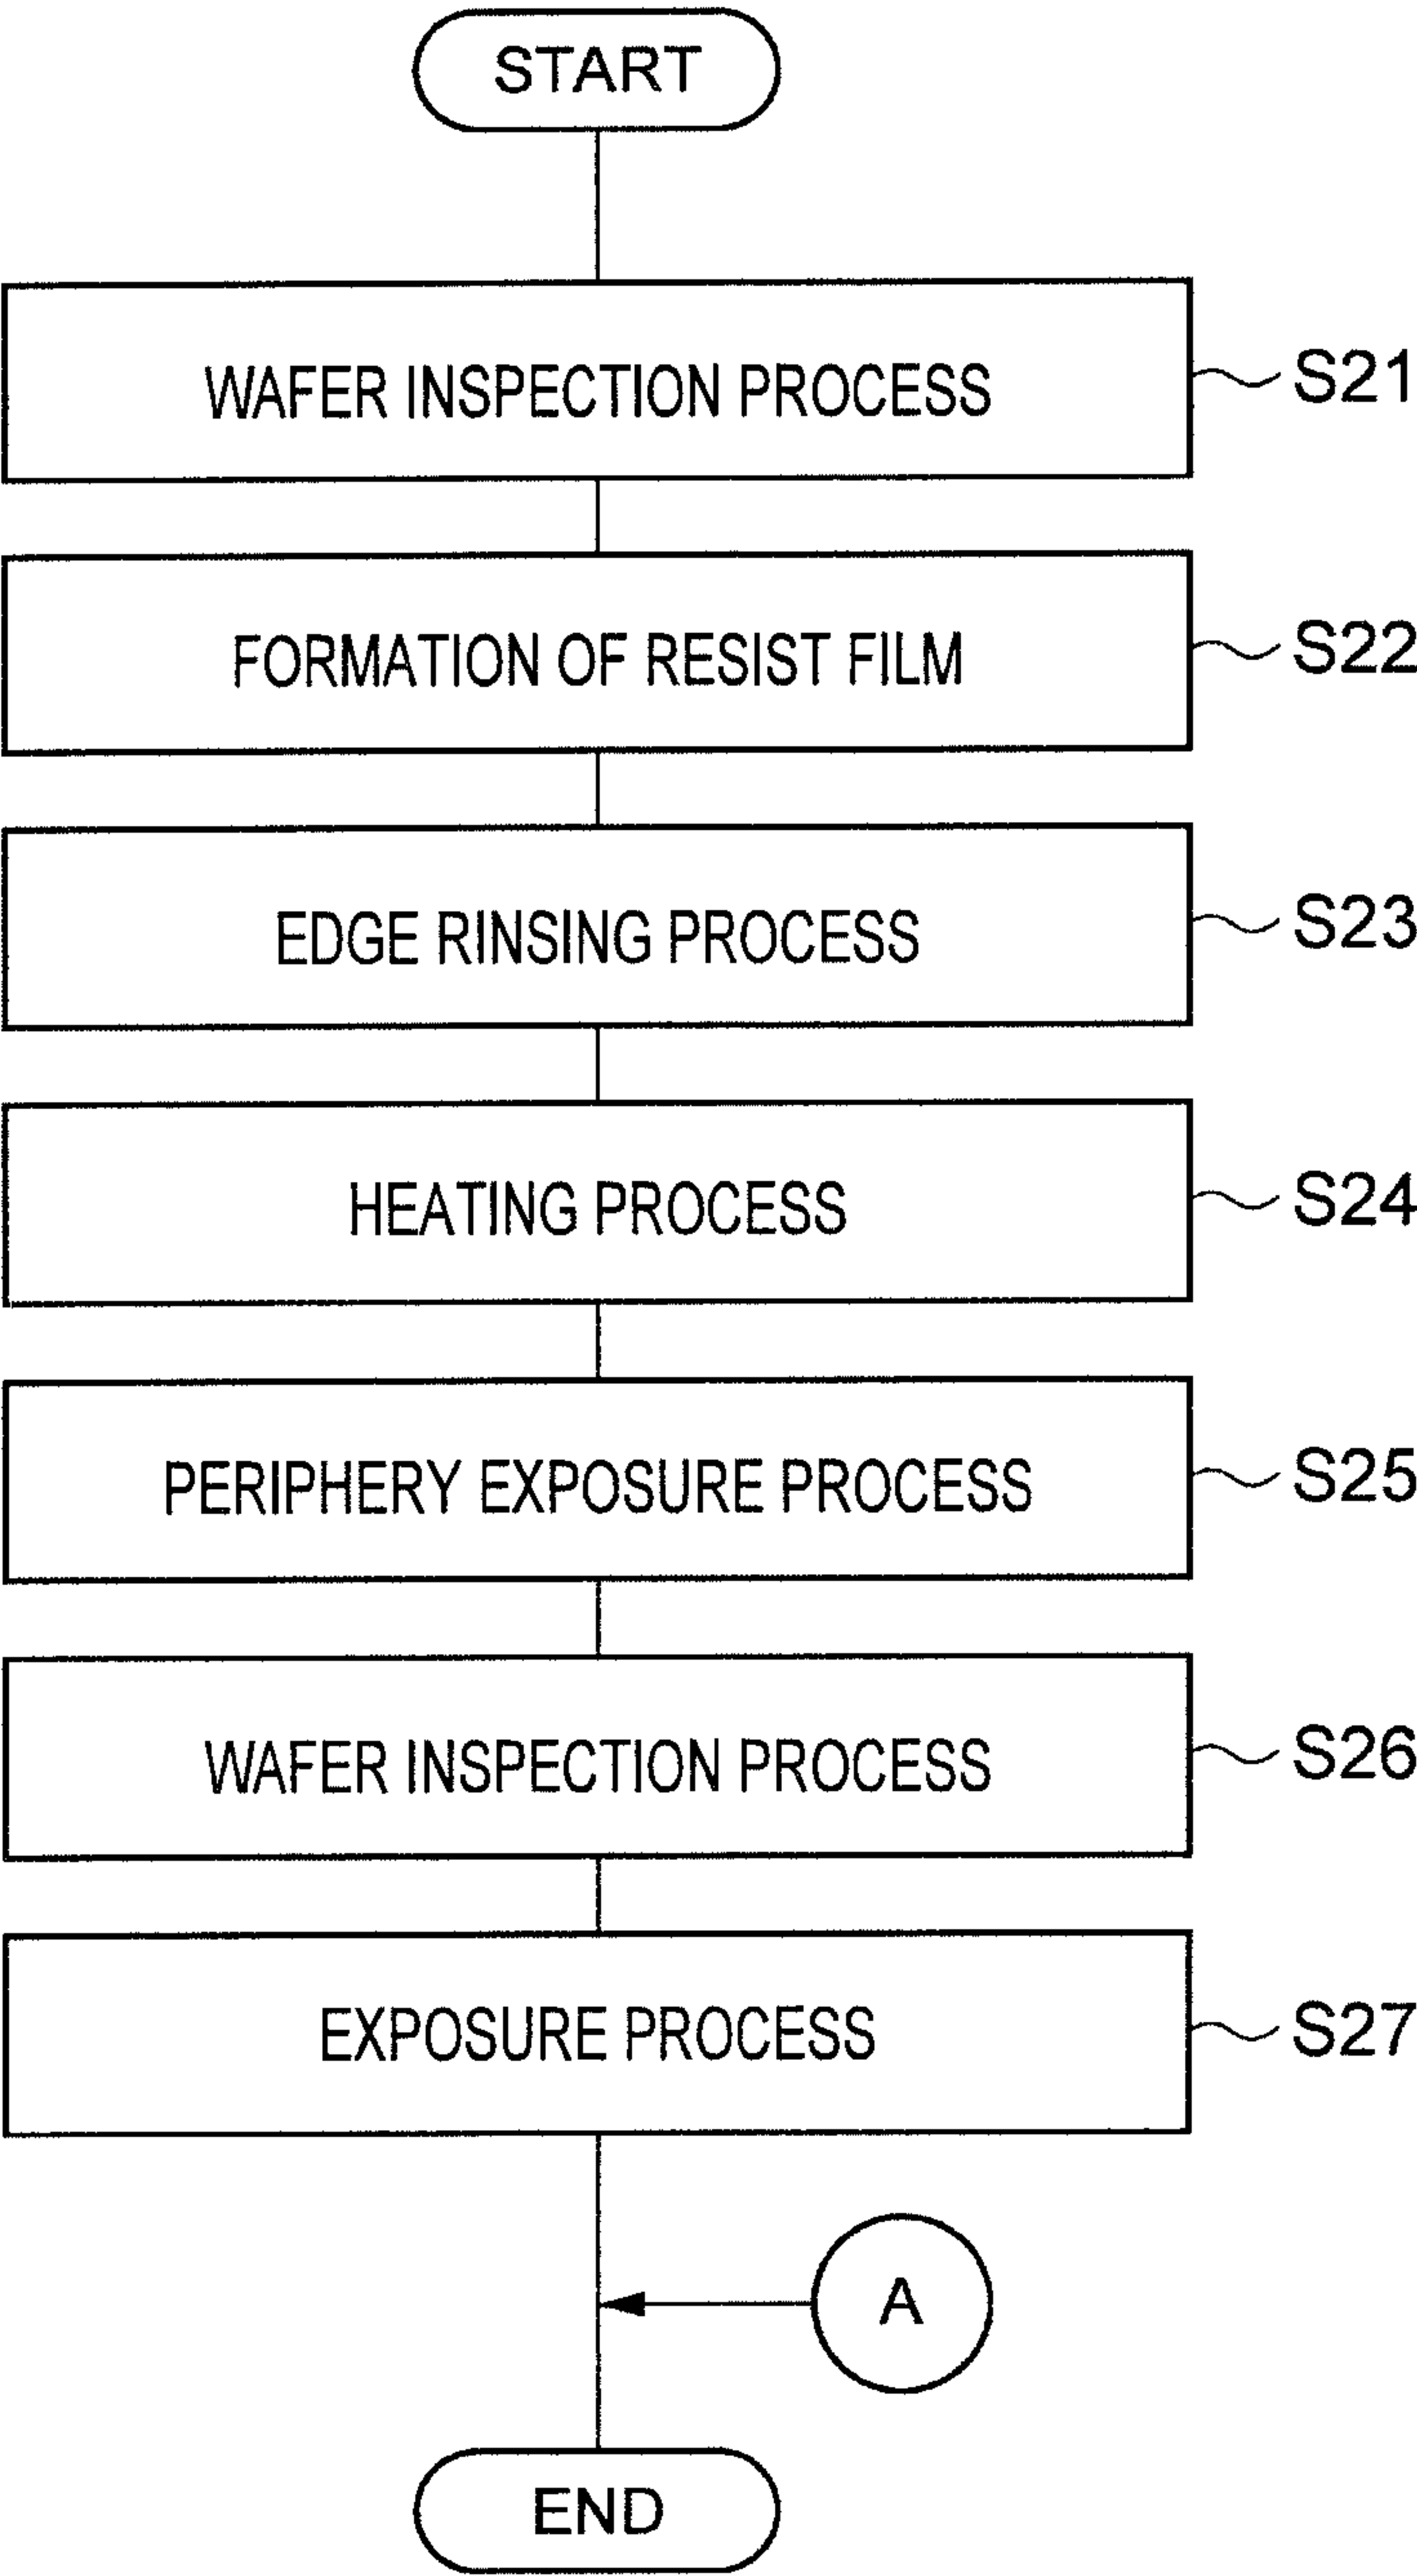 START
WAFER INSPECTION PROCESS
S21
FORMATION OF RESIST FILM
S22
EDGE RINSING PROCESS
S23
HEATING PROCESS
S24
PERIPHERY EXPOSURE PROCESS
S25
WAFER INSPECTION PROCESS
S26
EXPOSURE PROCESS
S27
A
END